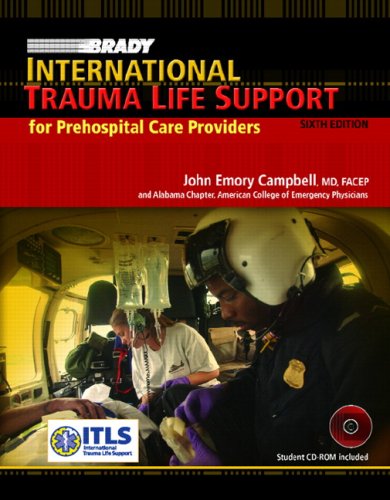 BRADY
INTERNATIONAL
TRAUMA LIFE SUPPORT
for Prehospital Care Providers
SIXTH EDITION
John Emory Campbell, MD, FACEP
and Alabama Chapter, American College of Emergency Physicians
ITLS
International
Trauma Life Support
Student CD-ROM included